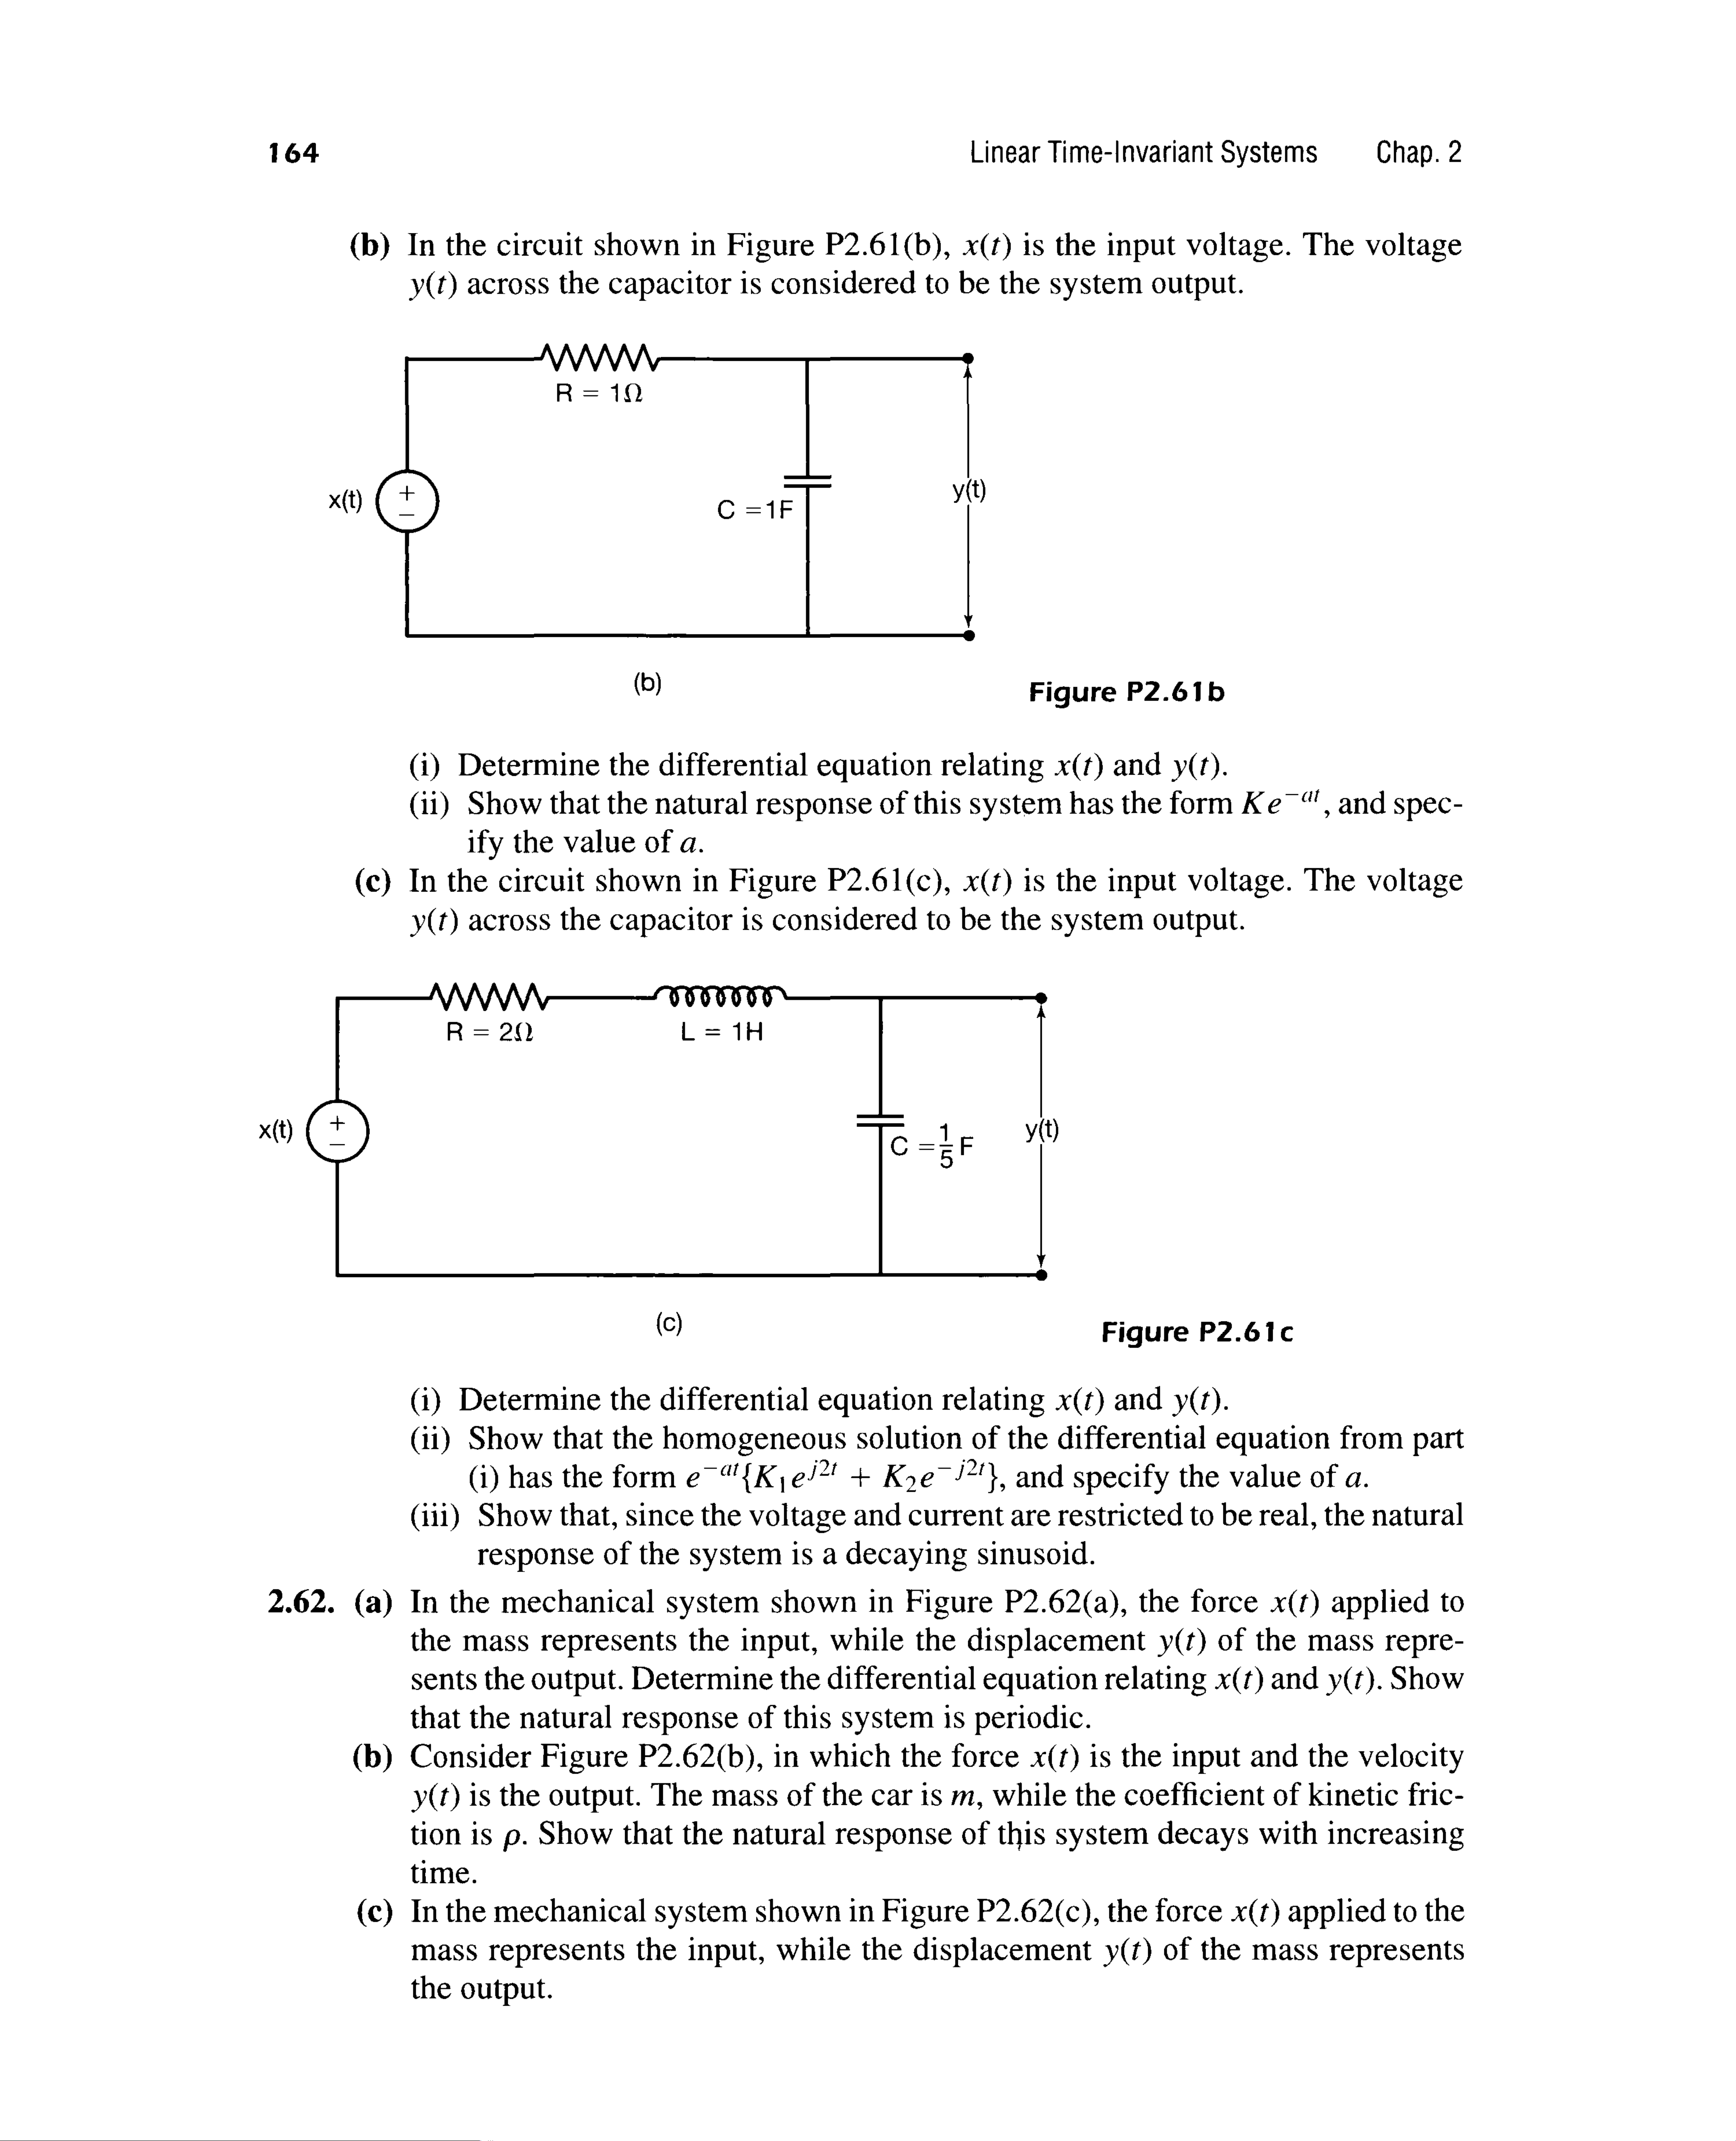 164 Linear Time-Invariant Systems Chap. 2
(b) In the circuit shown in Figure P2.61(b), x(t) is the input voltage. The voltage
y(t) across the capacitor is considered to be the system output.
R = 1Ω
x(t)
+
−
C =1F
y(t)
(b)
Figure P2.61b
(i) Determine the differential equation relating x(t) and y(t).
(ii) Show that the natural response of this system has the form Ke^{-at}, and spec-
ify the value of a.
(c) In the circuit shown in Figure P2.61(c), x(t) is the input voltage. The voltage
y(t) across the capacitor is considered to be the system output.
R = 2Ω
L = 1H
x(t)
+
−
C = 1/5 F
y(t)
(c)
Figure P2.61c
(i) Determine the differential equation relating x(t) and y(t).
(ii) Show that the homogeneous solution of the differential equation from part
(i) has the form e^{-at}{K₁e^{j2t} + K₂e^{-j2t}}, and specify the value of a.
(iii) Show that, since the voltage and current are restricted to be real, the natural
response of the system is a decaying sinusoid.
2.62. (a) In the mechanical system shown in Figure P2.62(a), the force x(t) applied to
the mass represents the input, while the displacement y(t) of the mass repre-
sents the output. Determine the differential equation relating x(t) and y(t). Show
that the natural response of this system is periodic.
(b) Consider Figure P2.62(b), in which the force x(t) is the input and the velocity
y(t) is the output. The mass of the car is m, while the coefficient of kinetic fric-
tion is ρ. Show that the natural response of this system decays with increasing
time.
(c) In the mechanical system shown in Figure P2.62(c), the force x(t) applied to the
mass represents the input, while the displacement y(t) of the mass represents
the output.